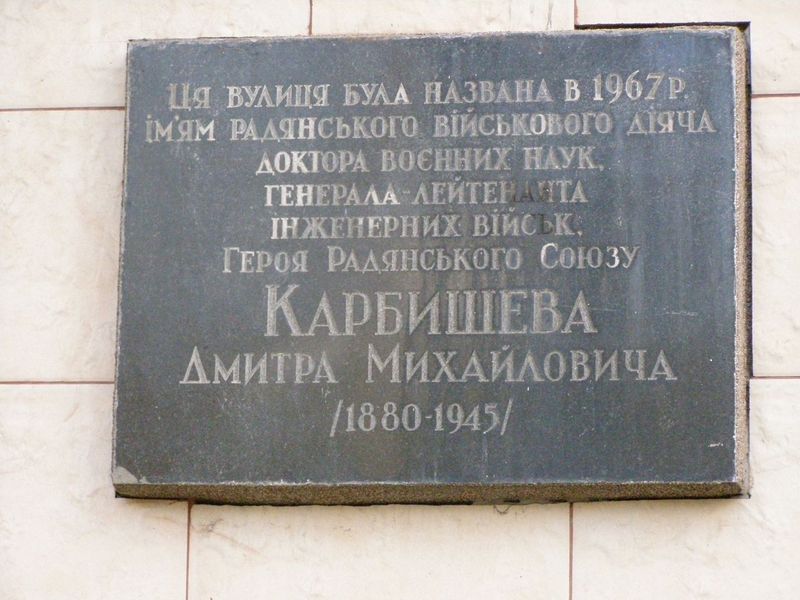 Ця вулиця була названа в 1967 р.
ім'ям радянського військового діяча
доктора воєнних наук,
генерала-лейтенанта
інженерних військ,
Героя Радянського Союзу
Карбишева
Дмитра Михайловича
/1880-1945/